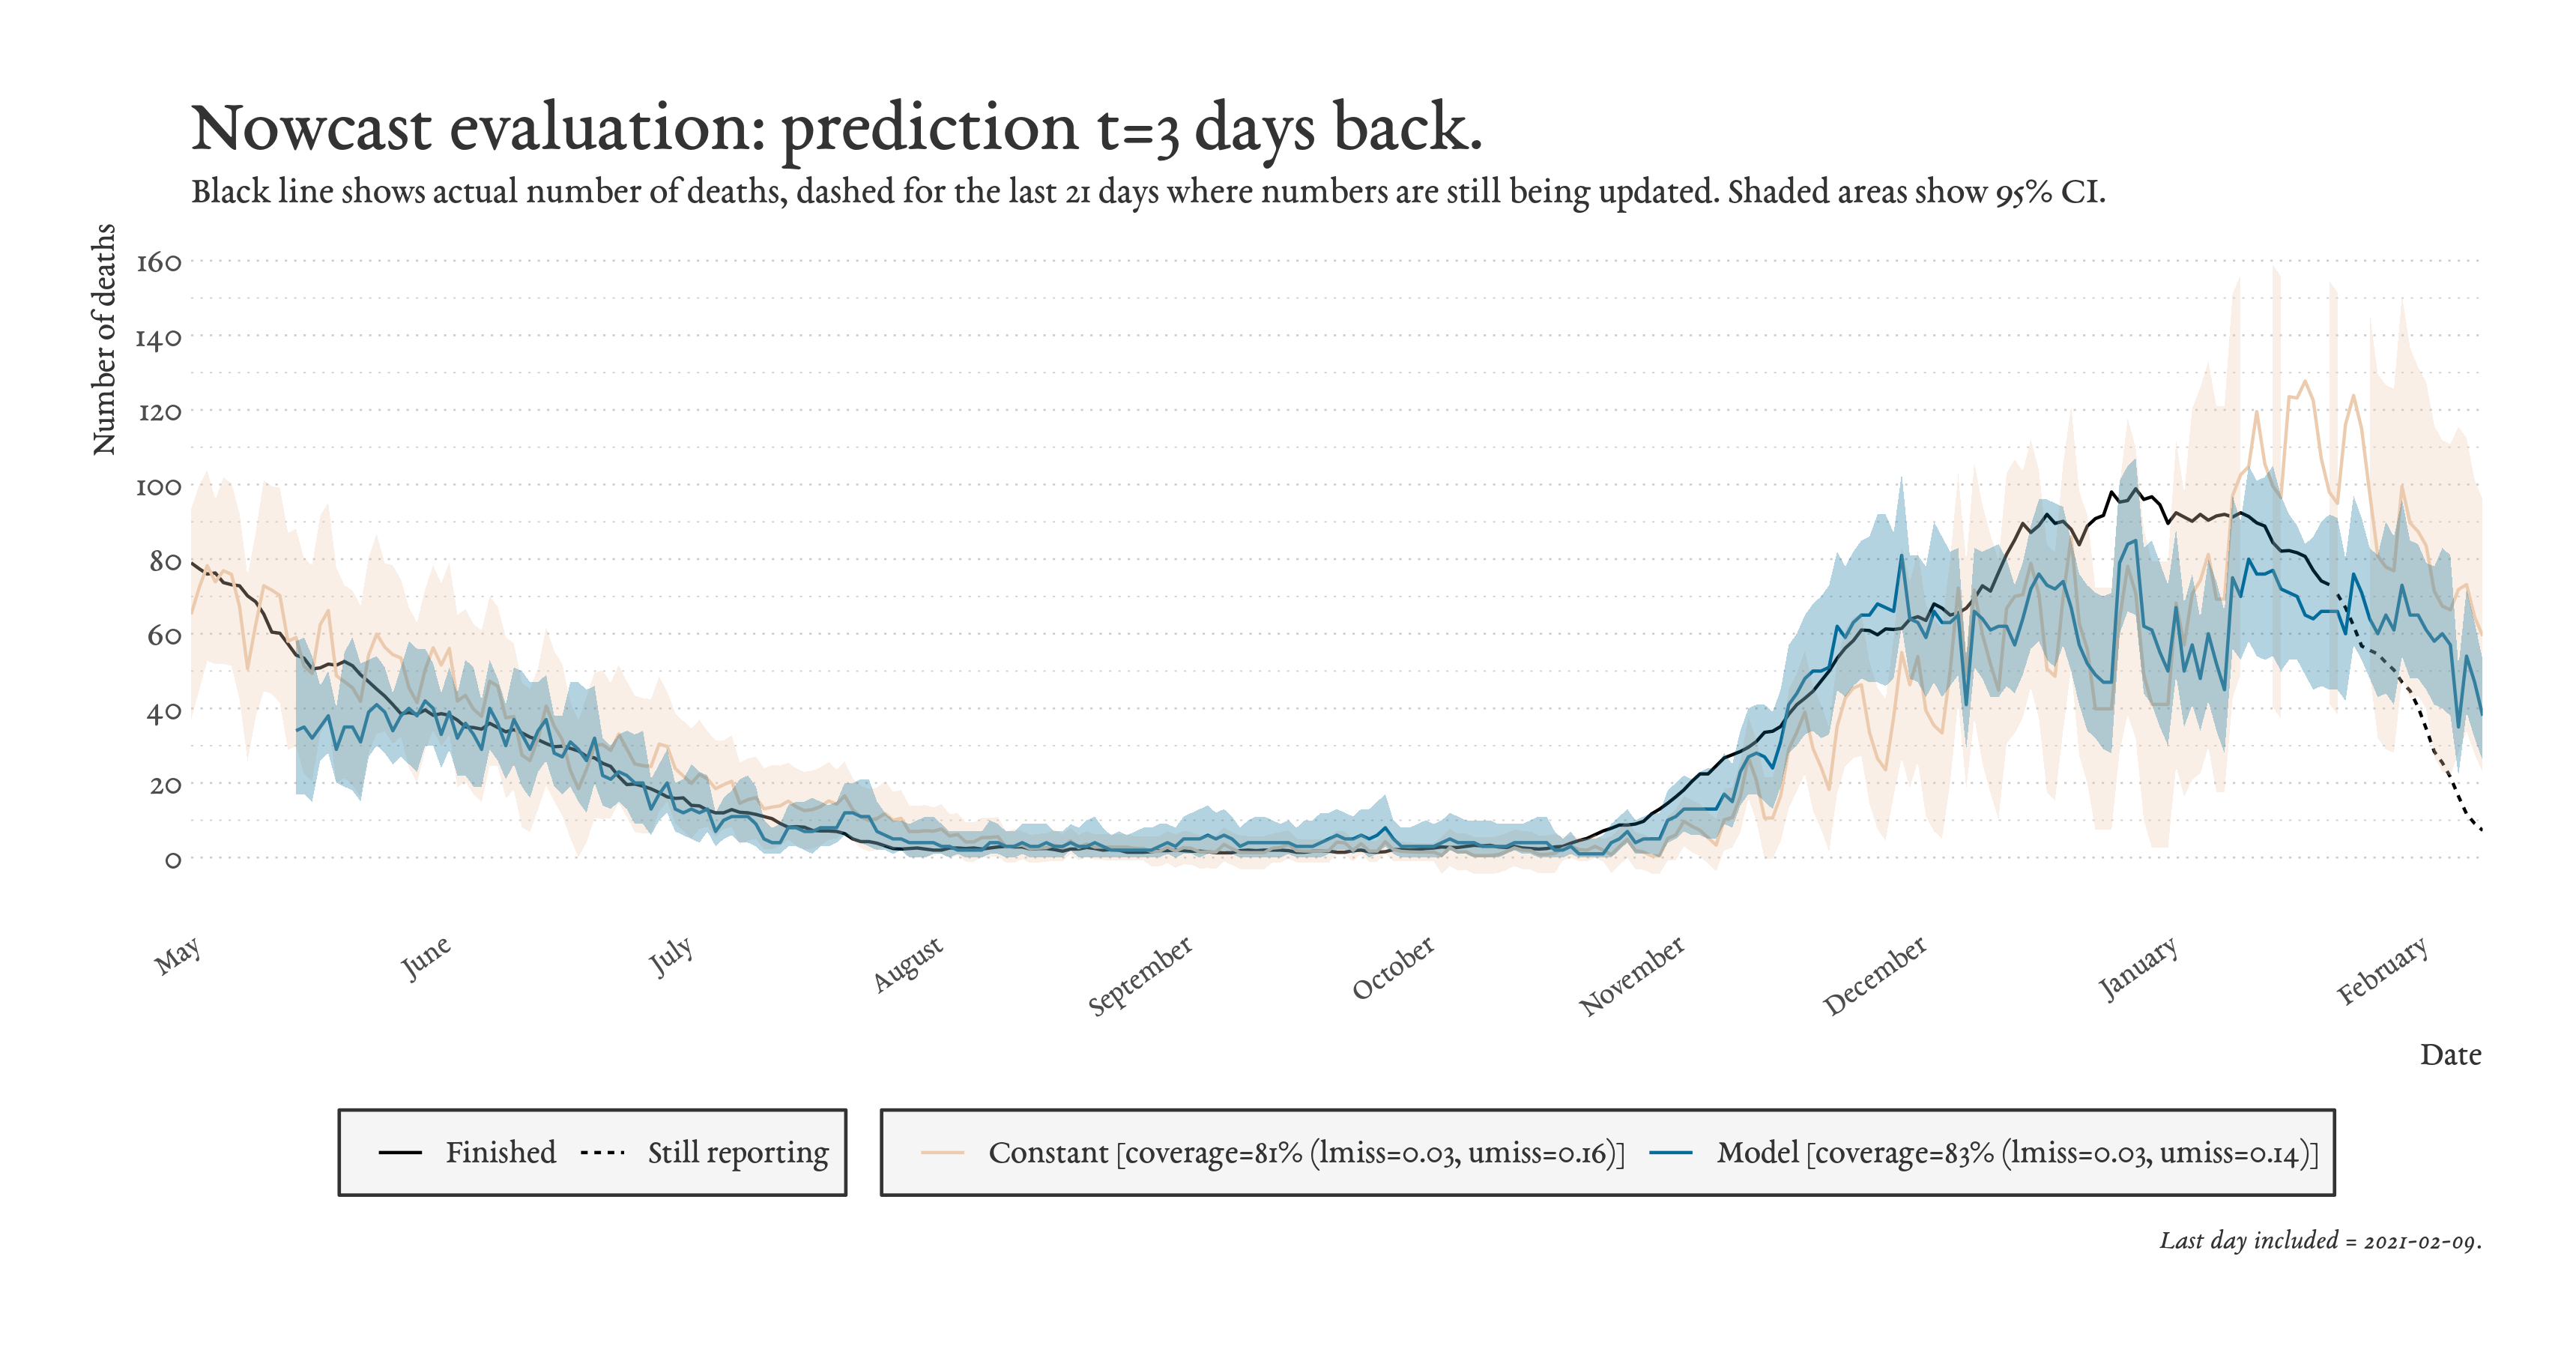 Nowcast evaluation: prediction t=3 days back.
Black line shows actual number of deaths, dashed for the last 21 days where numbers are still being updated. Shaded areas show 95% CI.
Number of deaths
160
140
120
100
80
60
40
20
0
May
June
July
August
September
October
November
December
January
February
Date
Finished
Still reporting
Constant [coverage=81% (lmiss=0.03, umiss=0.16)]
Model [coverage=83% (lmiss=0.03, umiss=0.14)]
Last day included = 2021-02-09.